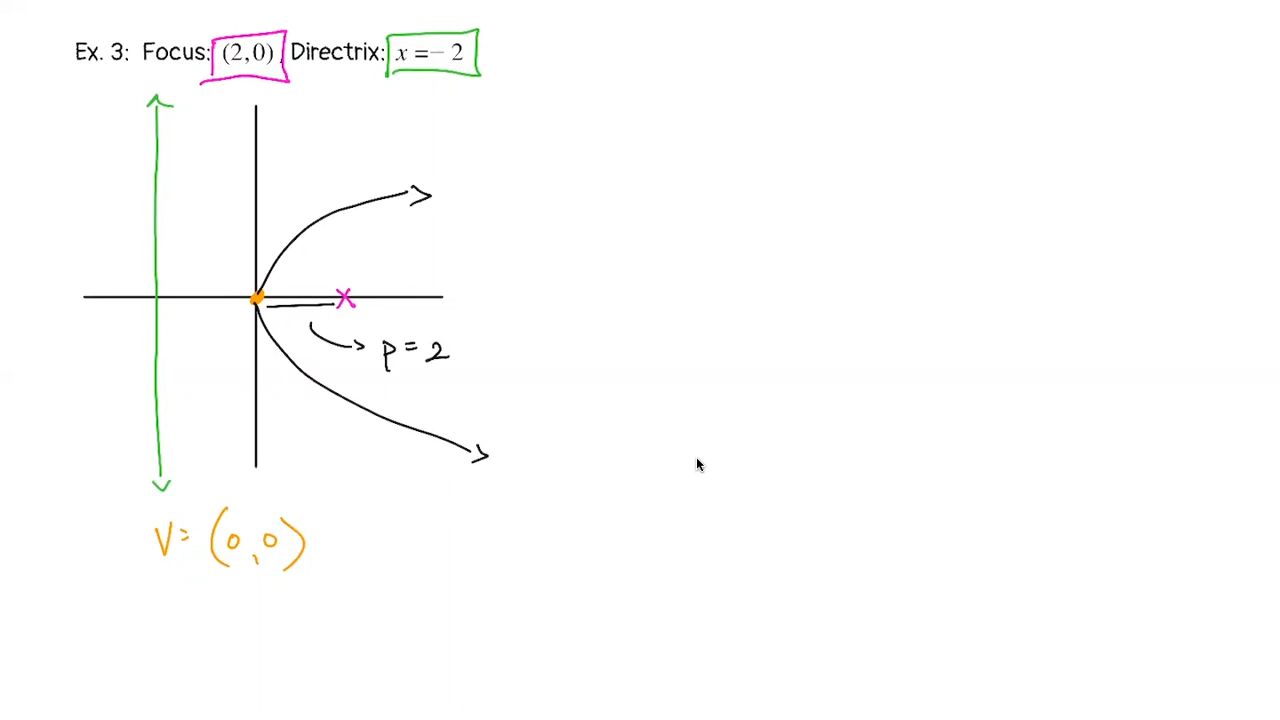 Ex. 3: Focus: (2,0), Directrix: x =− 2
p = 2
V= (0,0)